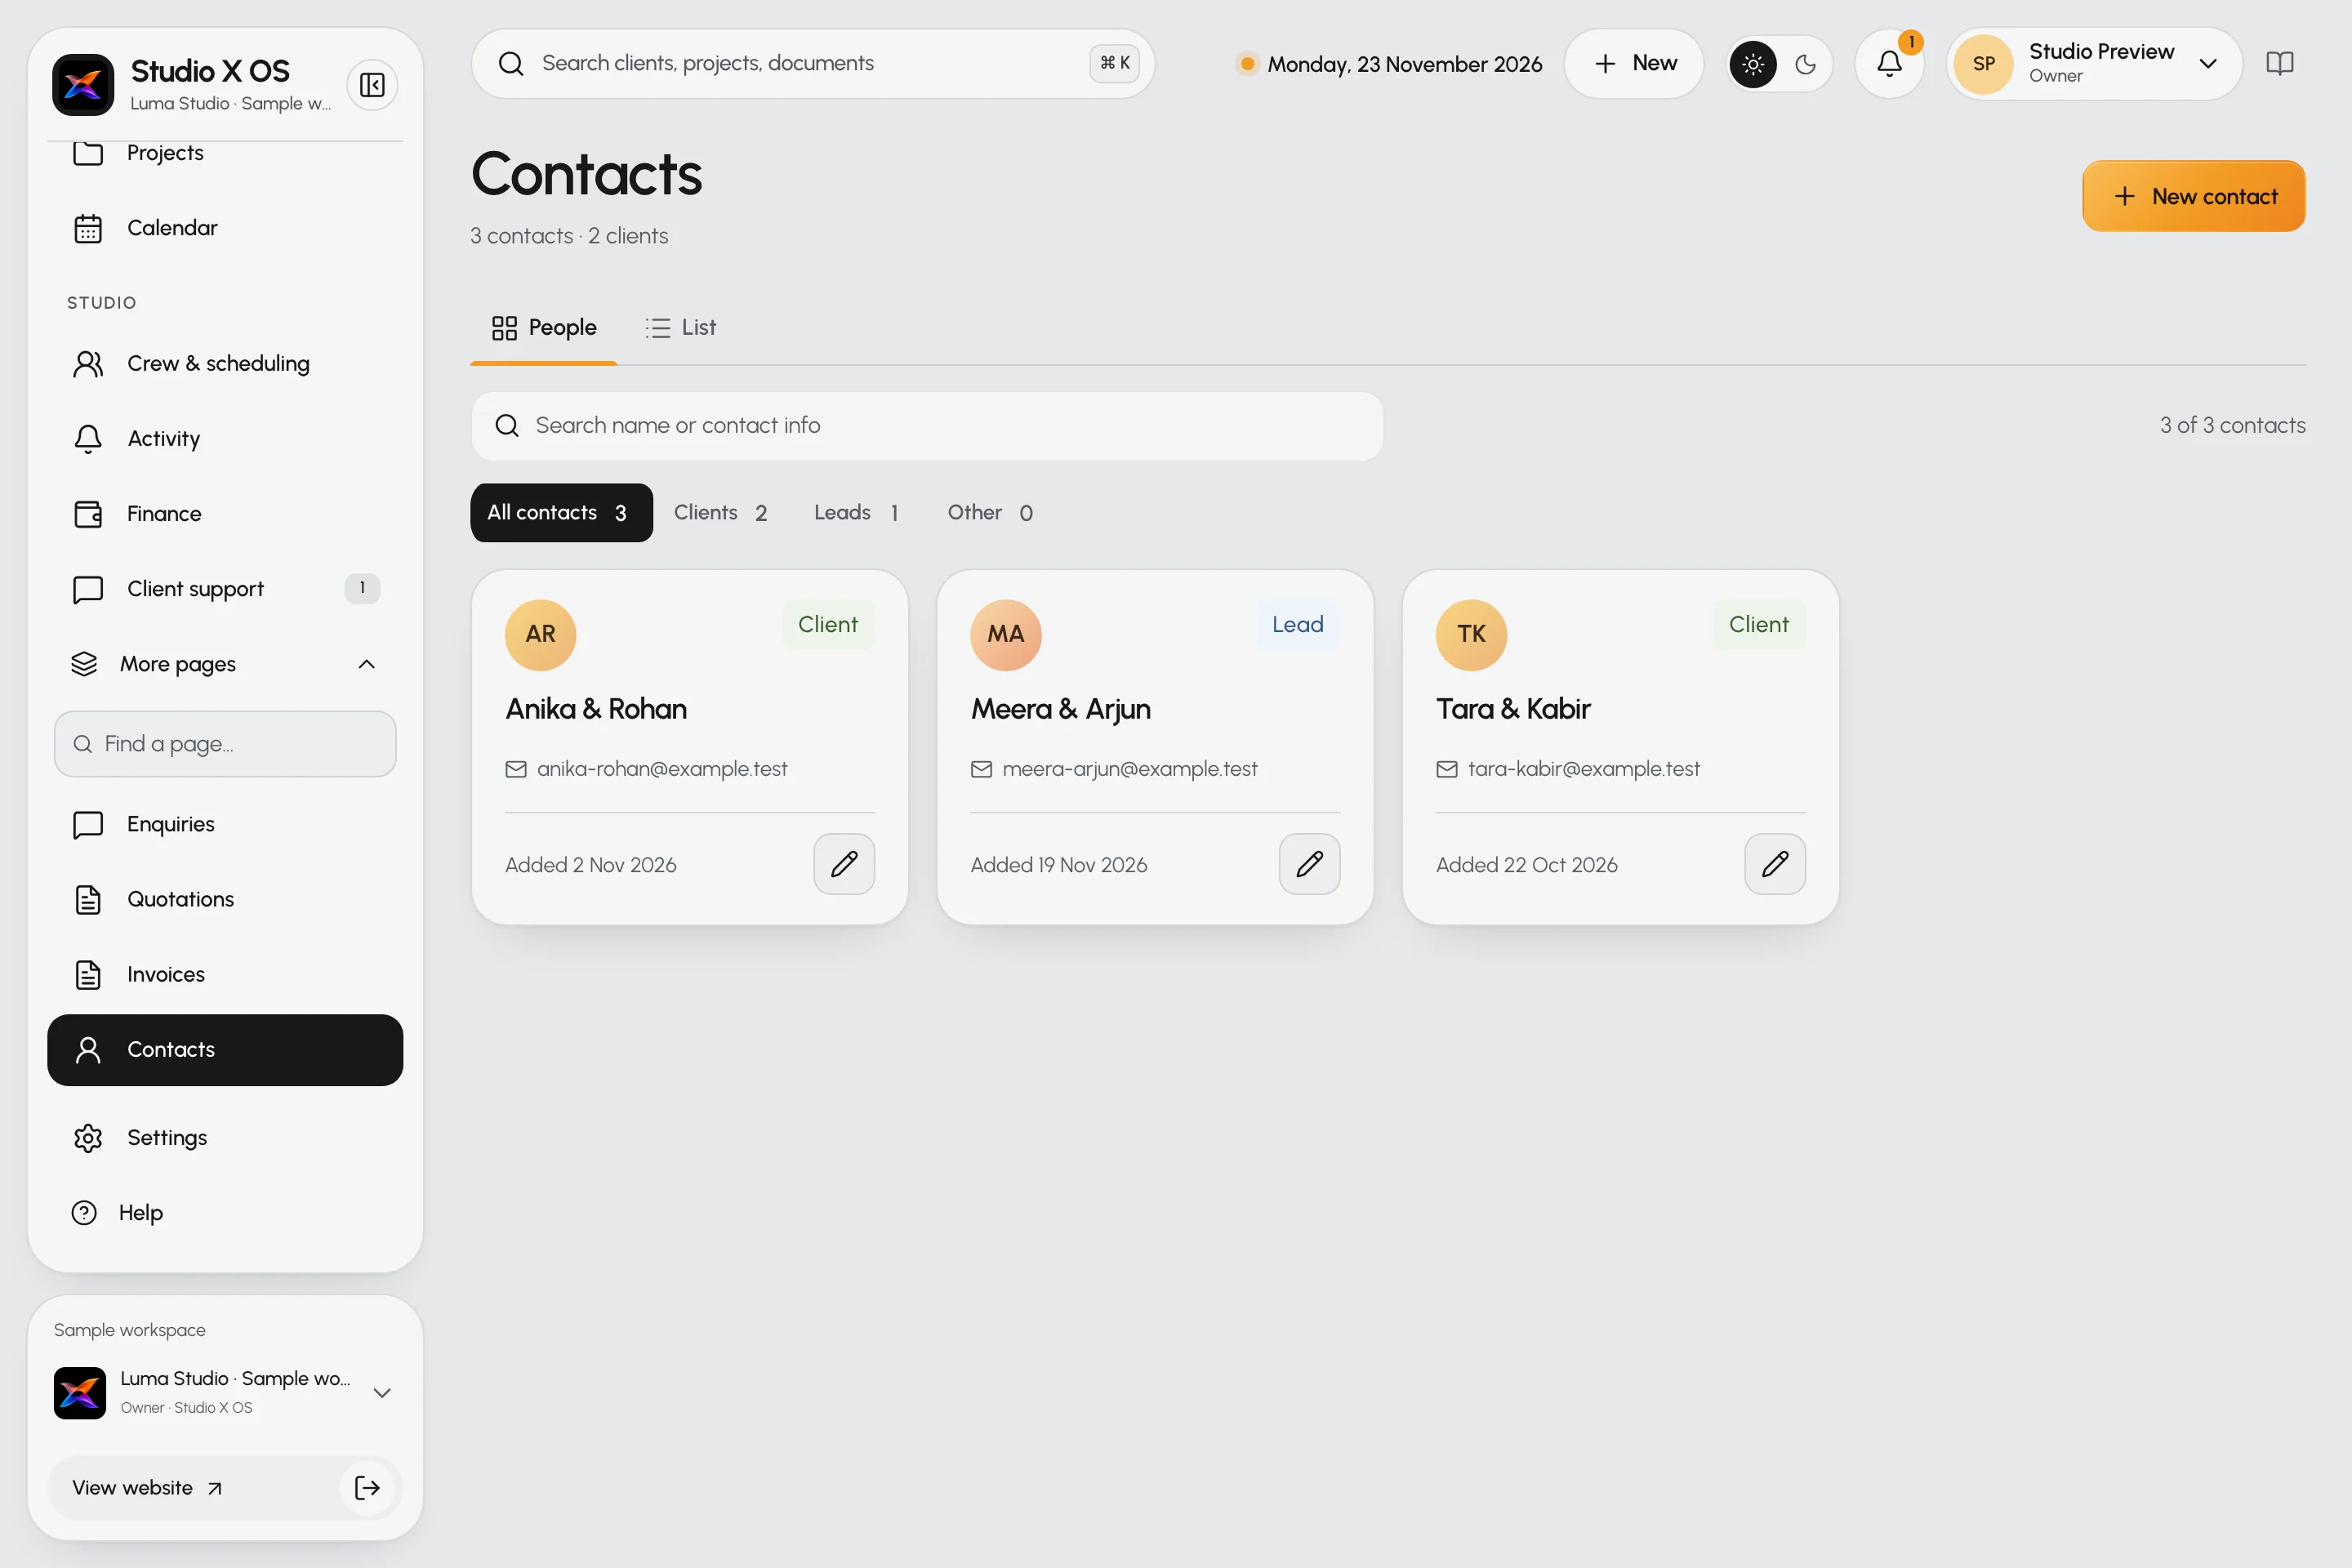 Studio X OS
Luma Studio · Sample w...
Projects
Calendar
STUDIO
Crew & scheduling
Activity
Finance
Client support 1
More pages
Find a page...
Enquiries
Quotations
Invoices
Contacts
Settings
Help
Sample workspace
Luma Studio · Sample wo...
Owner · Studio X OS
View website
Search clients, projects, documents ⌘ K
Monday, 23 November 2026
New
1
SP
Studio Preview
Owner
Contacts
3 contacts · 2 clients
New contact
People
List
Search name or contact info
3 of 3 contacts
All contacts 3
Clients 2
Leads 1
Other 0
AR
Client
Anika & Rohan
anika-rohan@example.test
Added 2 Nov 2026
MA
Lead
Meera & Arjun
meera-arjun@example.test
Added 19 Nov 2026
TK
Client
Tara & Kabir
tara-kabir@example.test
Added 22 Oct 2026